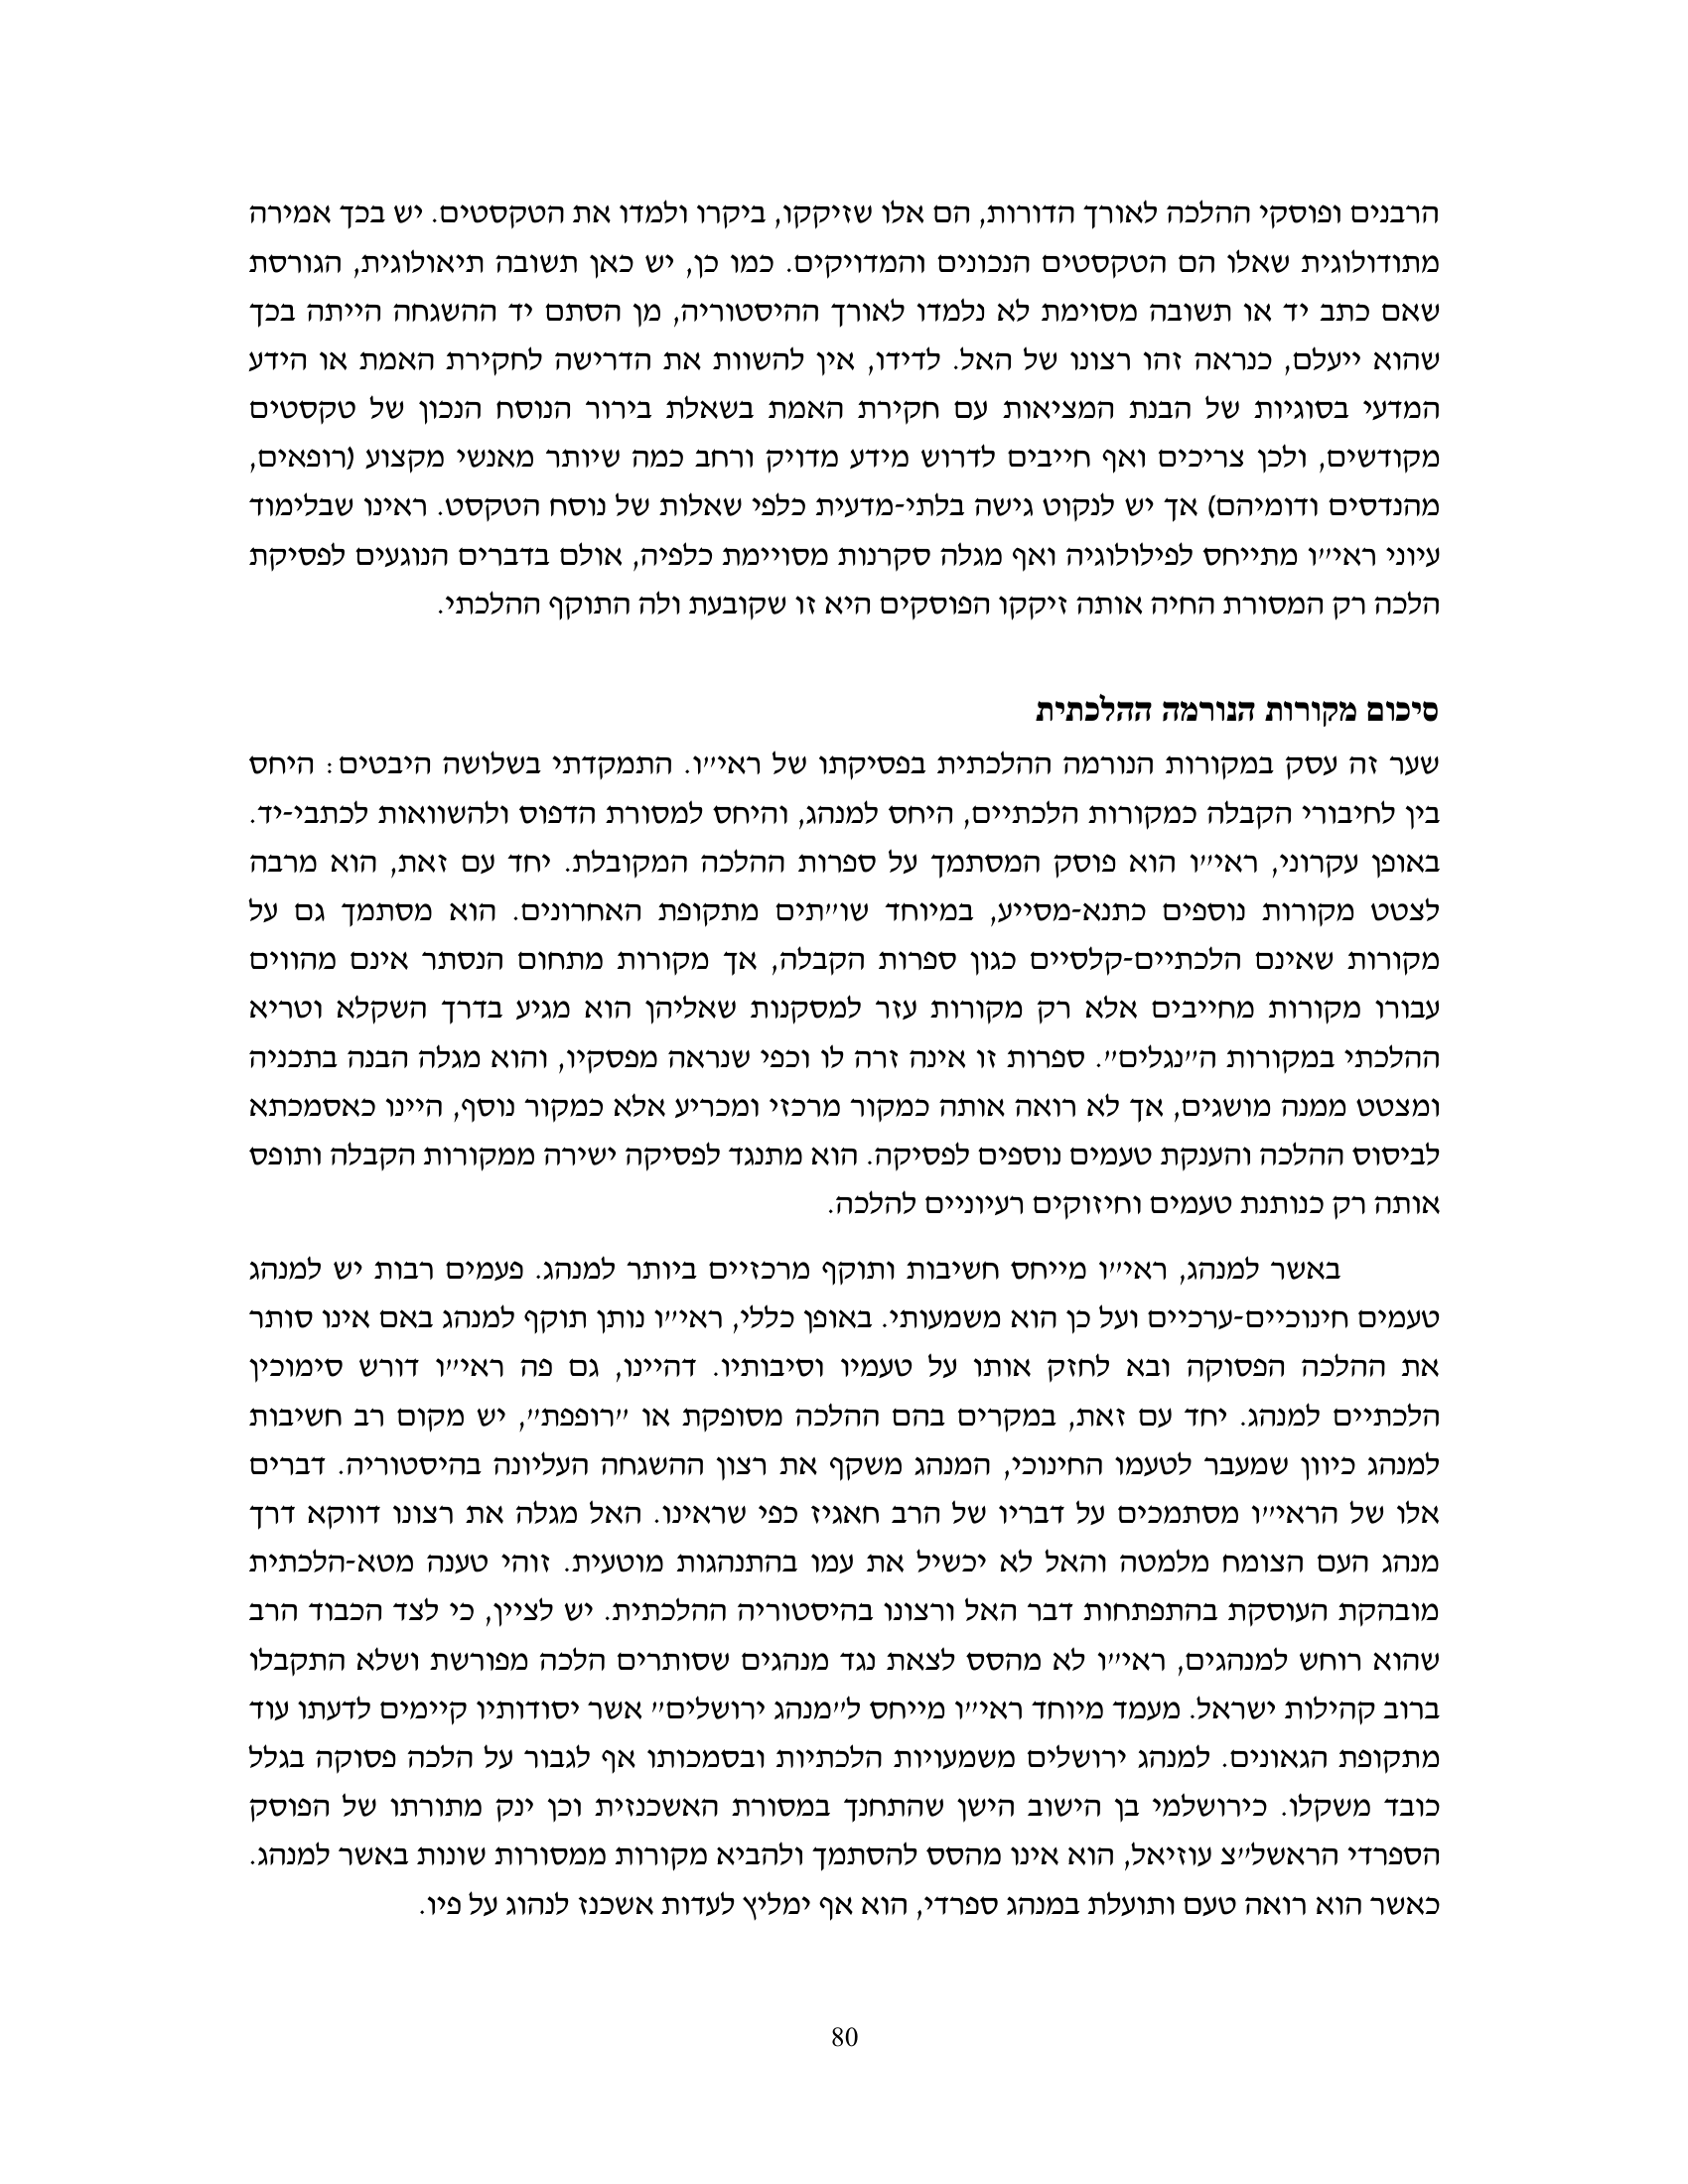 הרבנים ופוסקי ההלכה לאורך הדורות, הם אלו שזיקקו, ביקרו ולמדו את הטקסטים. יש בכך אמירה
מתודולוגית שאלו הם הטקסטים הנכונים והמדויקים. כמו כן, יש כאן תשובה תיאולוגית, הגורסת
שאם כתב יד או תשובה מסוימת לא נלמדו לאורך ההיסטוריה, מן הסתם יד ההשגחה הייתה בכך
שהוא ייעלם, כנראה זהו רצונו של האל. לדידו, אין להשוות את הדרישה לחקירת האמת או הידע
המדעי בסוגיות של הבנת המציאות עם חקירת האמת בשאלת בירור הנוסח הנכון של טקסטים
מקודשים, ולכן צריכים ואף חייבים לדרוש מידע מדויק ורחב כמה שיותר מאנשי מקצוע (רופאים,
מהנדסים ודומיהם) אך יש לנקוט גישה בלתי-מדעית כלפי שאלות של נוסח הטקסט. ראינו שבלימוד
עיוני ראי״ו מתייחס לפילולוגיה ואף מגלה סקרנות מסויימת כלפיה, אולם בדברים הנוגעים לפסיקת
הלכה רק המסורת החיה אותה זיקקו הפוסקים היא זו שקובעת ולה התוקף ההלכתי.
סיכום מקורות הנורמה ההלכתית
שער זה עסק במקורות הנורמה ההלכתית בפסיקתו של ראי״ו. התמקדתי בשלושה היבטים: היחס
בין לחיבורי הקבלה כמקורות הלכתיים, היחס למנהג, והיחס למסורת הדפוס ולהשוואות לכתבי-יד.
באופן עקרוני, ראי״ו הוא פוסק המסתמך על ספרות ההלכה המקובלת. יחד עם זאת, הוא מרבה
לצטט מקורות נוספים כתנא-מסייע, במיוחד שו״תים מתקופת האחרונים. הוא מסתמך גם על
מקורות שאינם הלכתיים-קלסיים כגון ספרות הקבלה, אך מקורות מתחום הנסתר אינם מהווים
עבורו מקורות מחייבים אלא רק מקורות עזר למסקנות שאליהן הוא מגיע בדרך השקלא וטריא
ההלכתי במקורות ה״נגלים״. ספרות זו אינה זרה לו וכפי שנראה מפסקיו, והוא מגלה הבנה בתכניה
ומצטט ממנה מושגים, אך לא רואה אותה כמקור מרכזי ומכריע אלא כמקור נוסף, היינו כאסמכתא
לביסוס ההלכה והענקת טעמים נוספים לפסיקה. הוא מתנגד לפסיקה ישירה ממקורות הקבלה ותופס
אותה רק כנותנת טעמים וחיזוקים רעיוניים להלכה.
באשר למנהג, ראי״ו מייחס חשיבות ותוקף מרכזיים ביותר למנהג. פעמים רבות יש למנהג
טעמים חינוכיים-ערכיים ועל כן הוא משמעותי. באופן כללי, ראי״ו נותן תוקף למנהג באם אינו סותר
את ההלכה הפסוקה ובא לחזק אותו על טעמיו וסיבותיו. דהיינו, גם פה ראי״ו דורש סימוכין
הלכתיים למנהג. יחד עם זאת, במקרים בהם ההלכה מסופקת או ״רופפת״, יש מקום רב חשיבות
למנהג כיוון שמעבר לטעמו החינוכי, המנהג משקף את רצון ההשגחה העליונה בהיסטוריה. דברים
אלו של הראי״ו מסתמכים על דבריו של הרב חאגיז כפי שראינו. האל מגלה את רצונו דווקא דרך
מנהג העם הצומח מלמטה והאל לא יכשיל את עמו בהתנהגות מוטעית. זוהי טענה מטא-הלכתית
מובהקת העוסקת בהתפתחות דבר האל ורצונו בהיסטוריה ההלכתית. יש לציין, כי לצד הכבוד הרב
שהוא רוחש למנהגים, ראי״ו לא מהסס לצאת נגד מנהגים שסותרים הלכה מפורשת ושלא התקבלו
ברוב קהילות ישראל. מעמד מיוחד ראי״ו מייחס ל״מנהג ירושלים״ אשר יסודותיו קיימים לדעתו עוד
מתקופת הגאונים. למנהג ירושלים משמעויות הלכתיות ובסמכותו אף לגבור על הלכה פסוקה בגלל
כובד משקלו. כירושלמי בן הישוב הישן שהתחנך במסורת האשכנזית וכן ינק מתורתו של הפוסק
הספרדי הראשל״צ עוזיאל, הוא אינו מהסס להסתמך ולהביא מקורות ממסורות שונות באשר למנהג.
כאשר הוא רואה טעם ותועלת במנהג ספרדי, הוא אף ימליץ לעדות אשכנז לנהוג על פיו.
80